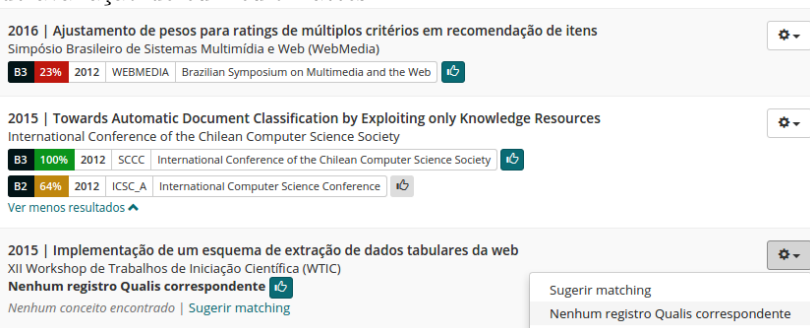 2016 | Ajustamento de pesos para ratings de múltiplos critérios em recomendação de itens
Simpósio Brasileiro de Sistemas Multimídia e Web (WebMedia)
B3 23% 2012 WEBMEDIA Brazilian Symposium on Multimedia and the Web
2015 | Towards Automatic Document Classification by Exploiting only Knowledge Resources
International Conference of the Chilean Computer Science Society
B3 100% 2012 SCCC International Conference of the Chilean Computer Science Society
B2 64% 2012 ICSC_A International Computer Science Conference
Ver menos resultados
2015 | Implementação de um esquema de extração de dados tabulares da web
XII Workshop de Trabalhos de Iniciação Científica (WTIC)
Nenhum registro Qualis correspondente
Nenhum conceito encontrado | Sugerir matching
Sugerir matching
Nenhum registro Qualis correspondente